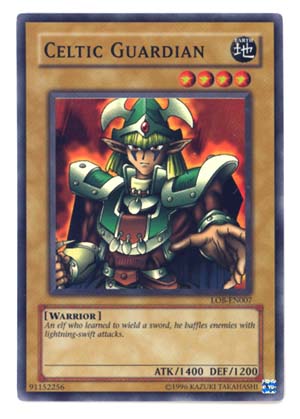 CELTIC GUARDIAN
EARTH
地
LOB-EN007
[WARRIOR]
An elf who learned to wield a sword, he baffles enemies with
lightning-swift attacks.
ATK/1400 DEF/1200
91152256
©1996 KAZUKI TAKAHASHI